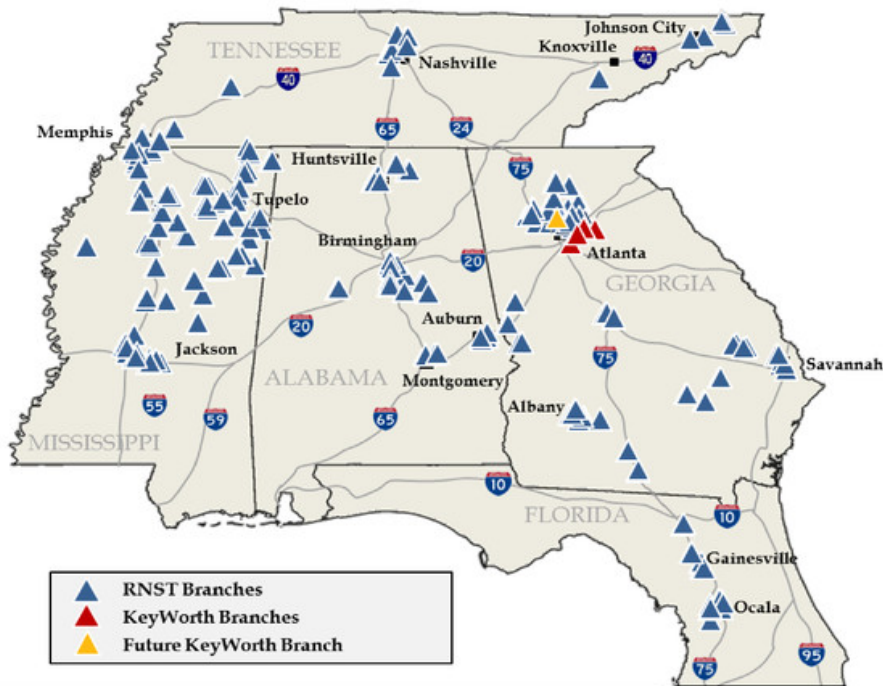 Johnson City
TENNESSEE
Knoxville
40
Nashville
40
Memphis
65
24
Huntsville
75
Tupelo
Birmingham
20
Atlanta
GEORGIA
20
Auburn
Jackson
75
Savannah
ALABAMA
Montgomery
55
59
65
Albany
MISSISSIPPI
10
FLORIDA
10
Gainesville
Ocala
75
95
RNST Branches
KeyWorth Branches
Future KeyWorth Branch